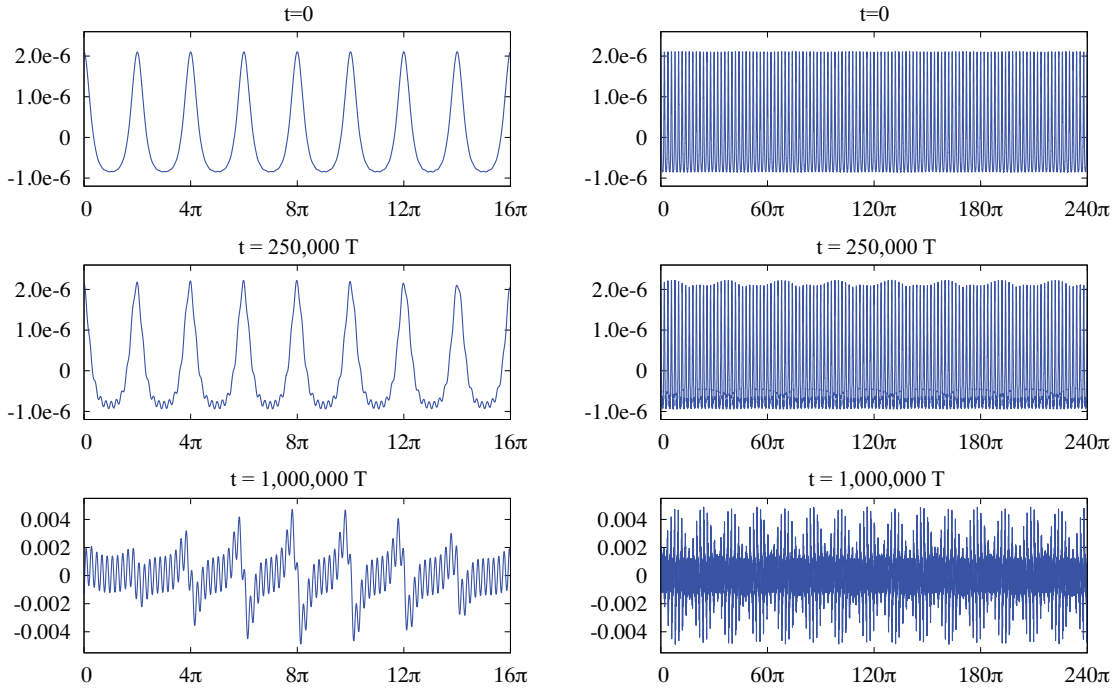 t=0
2.0e-6
1.0e-6
0
-1.0e-6
0 4π 8π 12π 16π
t=0
2.0e-6
1.0e-6
0
-1.0e-6
0 60π 120π 180π 240π
t = 250,000 T
2.0e-6
1.0e-6
0
-1.0e-6
0 4π 8π 12π 16π
t = 250,000 T
2.0e-6
1.0e-6
0
-1.0e-6
0 60π 120π 180π 240π
t = 1,000,000 T
0.004
0.002
0
-0.002
-0.004
0 4π 8π 12π 16π
t = 1,000,000 T
0.004
0.002
0
-0.002
-0.004
0 60π 120π 180π 240π